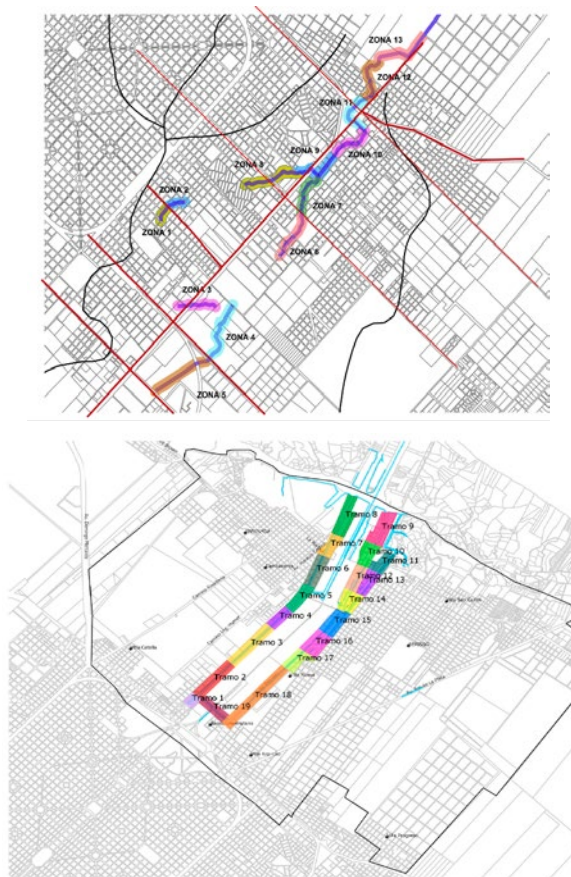 ZONA 13
ZONA 12
ZONA 11
ZONA 10
ZONA 9
ZONA 8
ZONA 7
ZONA 2
ZONA 1
ZONA 6
ZONA 3
ZONA 4
ZONA 5
Tramo 8
Tramo 9
Tramo 7
Tramo 10
Tramo 11
Tramo 6
Tramo 12
Tramo 13
Tramo 5
Tramo 14
Tramo 4
Tramo 15
Tramo 3
Tramo 16
Tramo 17
Tramo 2
Tramo 18
Tramo 1
Tramo 19